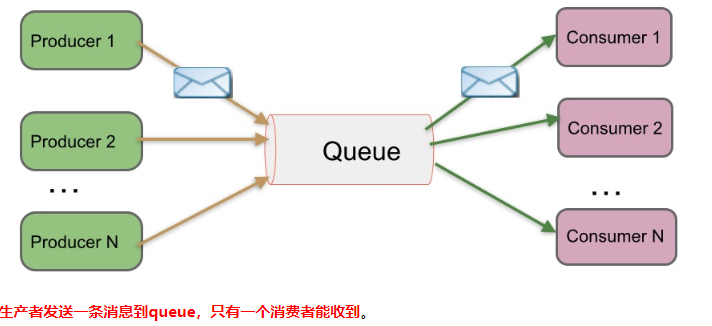 Producer 1
Consumer 1
Producer 2
Queue
Consumer 2
...
...
Producer N
Consumer N
生产者发送一条消息到queue，只有一个消费者能收到。